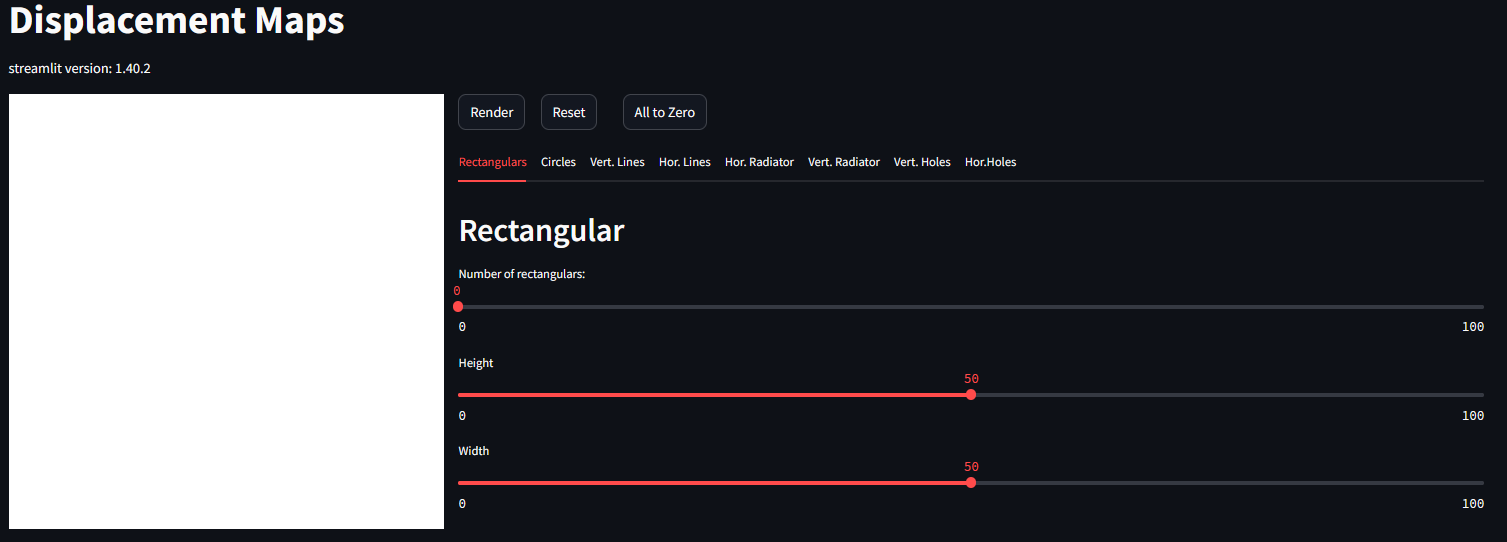 Displacement Maps
streamlit version: 1.40.2
Render Reset All to Zero
Rectangulars Circles Vert. Lines Hor. Lines Hor. Radiator Vert. Radiator Vert. Holes Hor.Holes
Rectangular
Number of rectangulars:
0
0 100
Height
50
0 100
Width
50
0 100